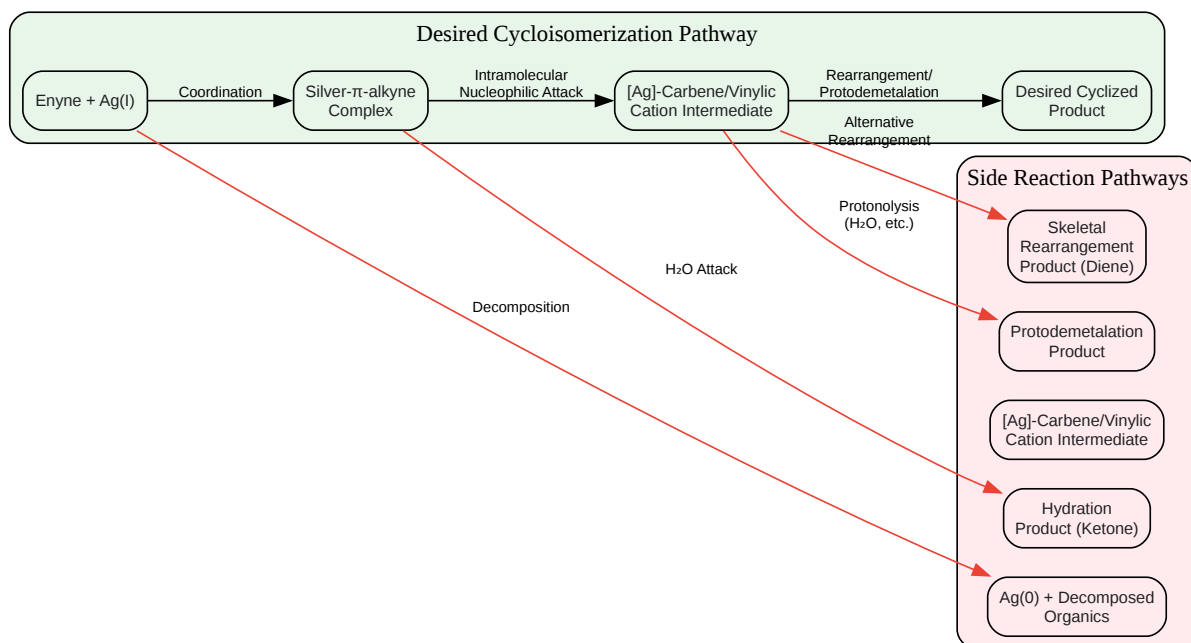 Desired Cycloisomerization Pathway
Enyne + Ag(I)
Coordination
Silver-π-alkyne
Complex
Intramolecular
Nucleophilic Attack
[Ag]-Carbene/Vinylic
Cation Intermediate
Rearrangement/
Protodemetalation
Desired Cyclized
Product
Alternative
Rearrangement
Side Reaction Pathways
Skeletal
Rearrangement
Product (Diene)
Protonolysis
(H₂O, etc.)
H₂O Attack
Decomposition
Protodemetalation
Product
[Ag]-Carbene/Vinylic
Cation Intermediate
Hydration
Product (Ketone)
Ag(0) + Decomposed
Organics